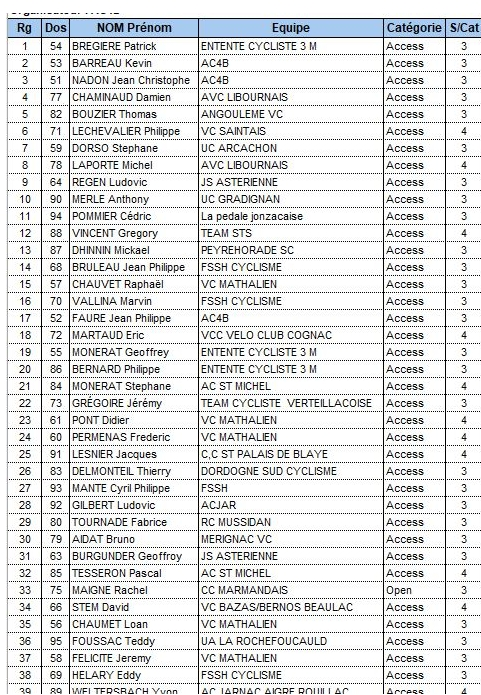 Rg Dos NOM Prénom Equipe Catégorie S/Cat
1 54 BREGIERE Patrick ENTENTE CYCLISTE 3 M Access 3
2 53 BARREAU Kevin AC4B Access 3
3 51 NADON Jean Christophe AC4B Access 3
4 77 CHAMINAUD Damien AVC LIBOURNAIS Access 3
5 82 BOUZIER Thomas ANGOULEME VC Access 3
6 71 LECHEVALIER Philippe VC SAINTAIS Access 4
7 59 DORSO Stephane UC ARCACHON Access 3
8 78 LAPORTE Michel AVC LIBOURNAIS Access 4
9 64 REGEN Ludovic JS ASTERIENNE Access 3
10 90 MERLE Anthony UC GRADIGNAN Access 3
11 94 POMMIER Cédric La pedale jonzacaise Access 3
12 88 VINCENT Gregory TEAM STS Access 4
13 87 DHINNIN Mickael PEYREHORADE SC Access 3
14 68 BRULEAU Jean Philippe FSSH CYCLISME Access 3
15 57 CHAUVET Raphaël VC MATHALIEN Access 3
16 70 VALLINA Marvin FSSH CYCLISME Access 3
17 52 FAURE Jean Philippe AC4B Access 3
18 72 MARTAUD Eric VCC VELO CLUB COGNAC Access 4
19 55 MONERAT Geoffrey ENTENTE CYCLISTE 3 M Access 3
20 86 BERNARD Philippe ENTENTE CYCLISTE 3 M Access 3
21 84 MONERAT Stephane AC ST MICHEL Access 4
22 73 GRÉGOIRE Jérémy TEAM CYCLISTE VERTEILLACOISE Access 3
23 61 PONT Didier VC MATHALIEN Access 4
24 60 PERMENAS Frederic VC MATHALIEN Access 4
25 91 LESNIER Jacques C,C ST PALAIS DE BLAYE Access 4
26 83 DELMONTEIL Thierry DORDOGNE SUD CYCLISME Access 3
27 93 MANTE Cyril Philippe FSSH Access 3
28 92 GILBERT Ludovic ACJAR Access 3
29 80 TOURNADE Fabrice RC MUSSIDAN Access 3
30 79 AIDAT Bruno MERIGNAC VC Access 3
31 63 BURGUNDER Geoffroy JS ASTERIENNE Access 3
32 85 TESSERON Pascal AC ST MICHEL Access 4
33 75 MAIGNE Rachel CC MARMANDAIS Open 3
34 66 STEM David VC BAZAS/BERNOS BEAULAC Access 4
35 56 CHAUMET Loan VC MATHALIEN Access 3
36 95 FOUSSAC Teddy UA LA ROCHEFOUCAULD Access 3
37 58 FELICITE Jeremy VC MATHALIEN Access 3
38 69 HELARY Eddy FSSH CYCLISME Access 3
39 89 WELTERSBACH Yvon AC JARNAC AIGRE ROUILLAC Access 4